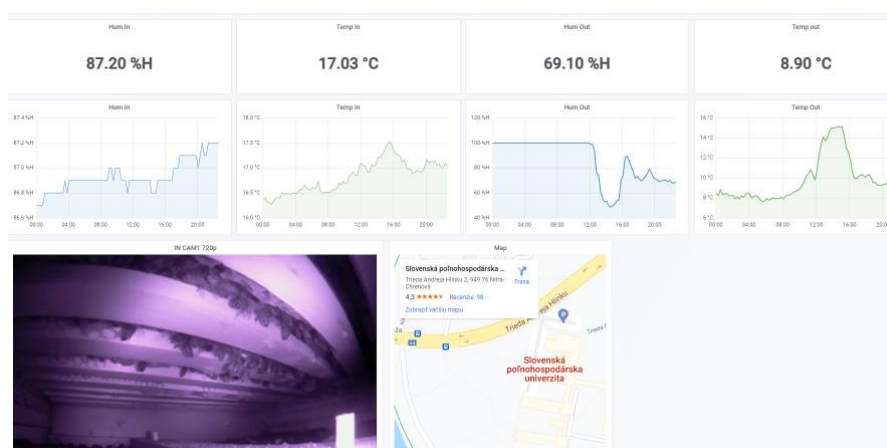 Hum In
Temp In
Hum Out
Temp out
87.20 %H
17.03 °C
69.10 %H
8.90 °C
Hum In
Temp In
Hum Out
Temp Out
87.4 %H
87.2 %H
87.0 %H
86.8 %H
86.6 %H
00:00 04:00 08:00 12:00 16:00 20:00
18.0 °C
17.5 °C
17.0 °C
16.5 °C
16.0 °C
00:00 04:00 08:00 12:00 16:00 20:00
120 %H
100 %H
80 %H
60 %H
40 %H
00:00 04:00 08:00 12:00 16:00 20:00
16 °C
14 °C
12 °C
10 °C
8 °C
6 °C
00:00 04:00 08:00 12:00 16:00 20:0
IN CAM1 720p
Map
Slovenská poľnohospodárska ...
Trieda Andreja Hlinku 2, 949 76 Nitra-
Chrenová
4,3
Recenzie: 98
Zobraziť väčšiu mapu
Trasa
Trieda Andreja Hlinku
Trieda
Slovenská
poľnohospodárska
univerzita